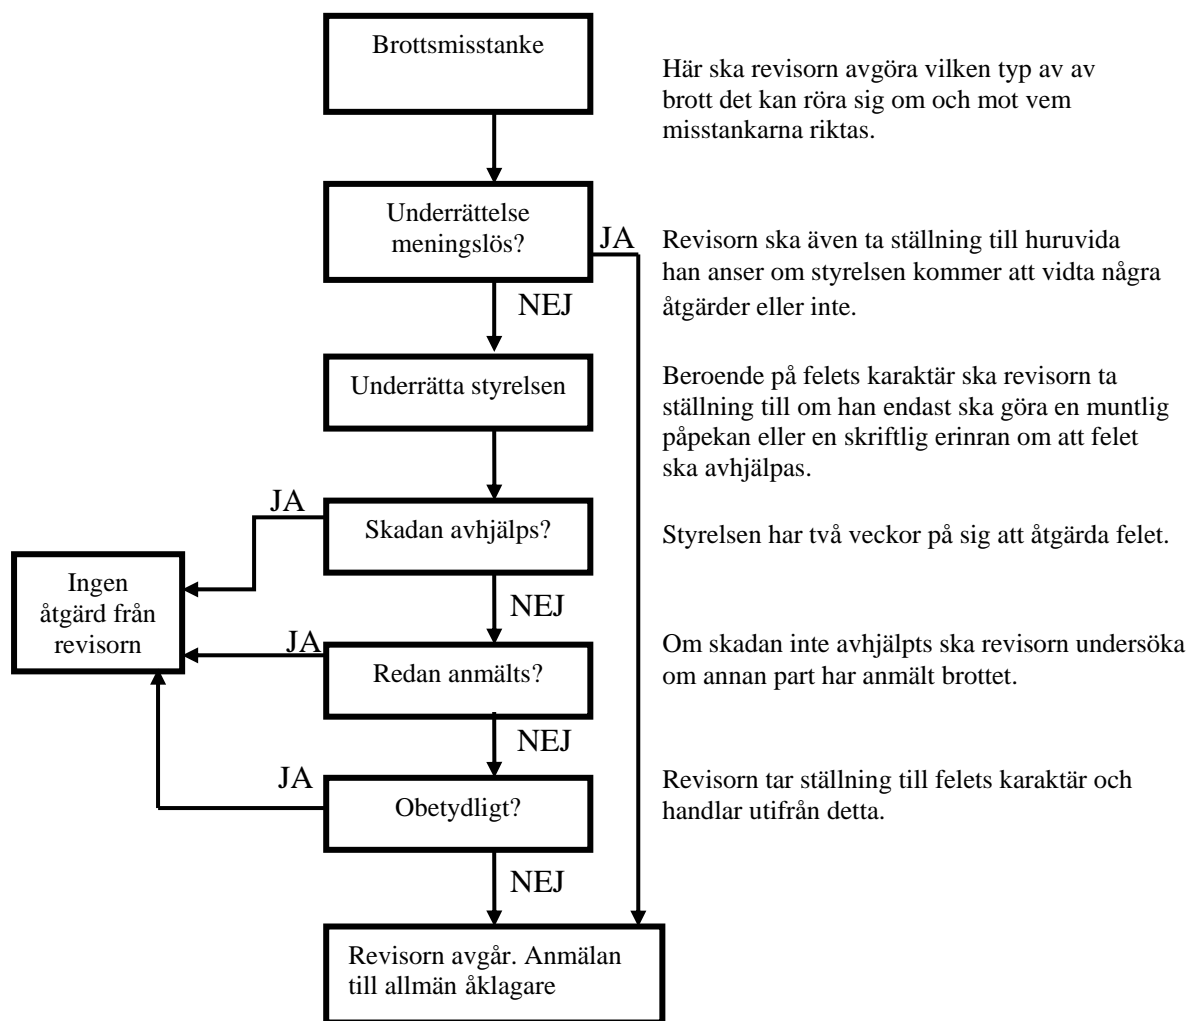 Brottsmisstanke
Här ska revisorn avgöra vilken typ av av
brott det kan röra sig om och mot vem
misstankarna riktas.
Underrättelse
meningslös?
JA
Revisorn ska även ta ställning till huruvida
han anser om styrelsen kommer att vidta några
åtgärder eller inte.
NEJ
Underrätta styrelsen
Beroende på felets karaktär ska revisorn ta
ställning till om han endast ska göra en muntlig
påpekan eller en skriftlig erinran om att felet
ska avhjälpas.
JA
Skadan avhjälps?
Styrelsen har två veckor på sig att åtgärda felet.
Ingen
åtgärd från
revisorn
NEJ
JA
Redan anmälts?
Om skadan inte avhjälpts ska revisorn undersöka
om annan part har anmält brottet.
NEJ
JA
Obetydligt?
Revisorn tar ställning till felets karaktär och
handlar utifrån detta.
NEJ
Revisorn avgår. Anmälan
till allmän åklagare